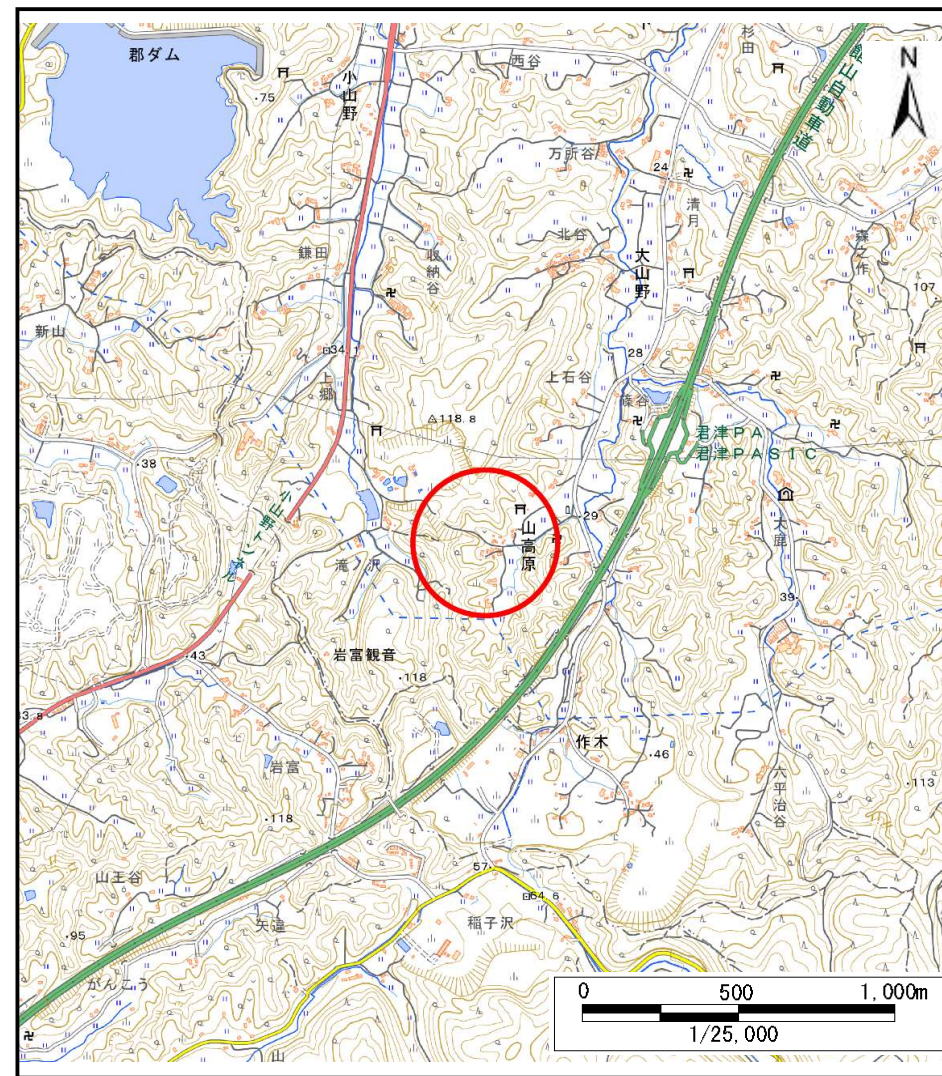 郡ダム
小山野
西谷
杉田
館山自動車道
N
75
万所谷
24
清月
北谷
大山野
森之作
107
鎌田
収納谷
新山
34.1
上郷
上石谷
28
篠谷
118.8
君津PA
君津PASIC
38
小山野トンネル
29
山高原
大庭
滝ノ沢
39
岩富観音
118
43
33.8
作木
46
岩富
六平治谷
113
118
57
山王谷
64.6
矢違
稲子沢
95
がんこう
山
0 500 1,000m
1/25,000